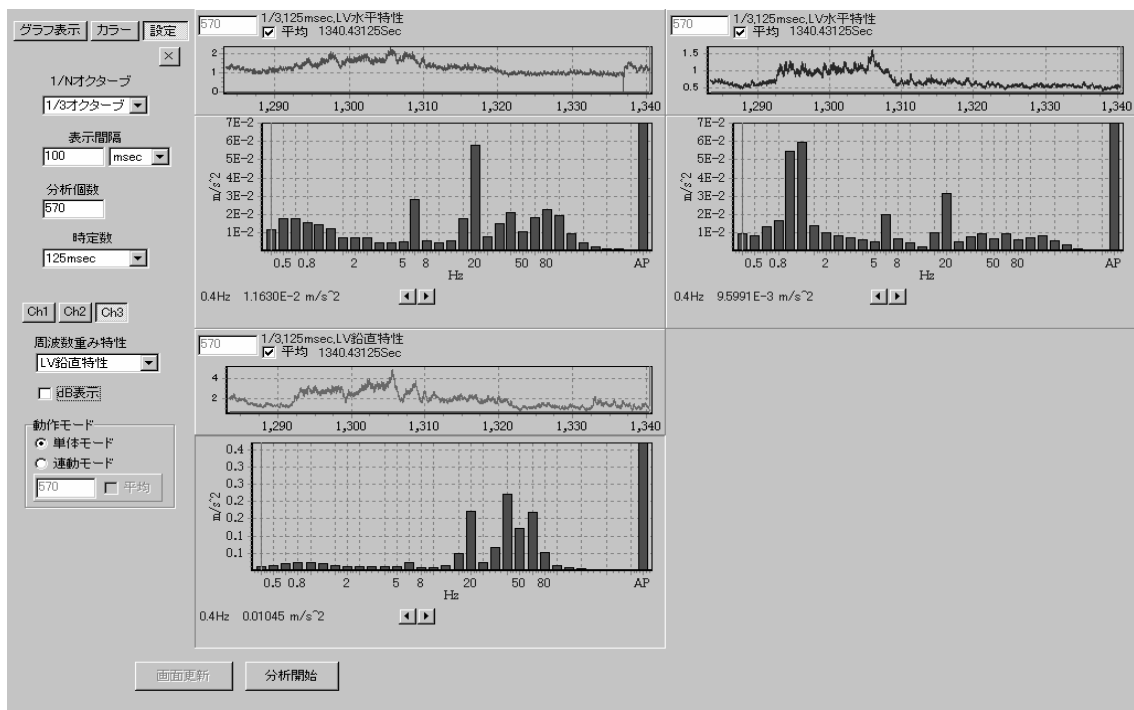 グラフ表示 カラー 設定
×
1/Nオクターブ
1/3オクターブ
表示間隔
100 msec
分析個数
570
時定数
125msec
Ch1 Ch2 Ch3
周波数重み特性
LV鉛直特性
dB表示
動作モード
単体モード
連動モード
570 平均
570 1/3,125msec,LV水平特性
平均 1340.43125Sec
2
1
0
1,290 1,300 1,310 1,320 1,330 1,340
7E-2
6E-2
5E-2
4E-2
3E-2
2E-2
1E-2
m/s^2
0.5 0.8 2 5 8 20 50 80 AP
Hz
0.4Hz 1.1630E-2 m/s^2
570 1/3,125msec,LV水平特性
平均 1340.43125Sec
1.5
1
0.5
1,290 1,300 1,310 1,320 1,330 1,340
7E-2
6E-2
5E-2
4E-2
3E-2
2E-2
1E-2
m/s^2
0.5 0.8 2 5 8 20 50 80 AP
Hz
0.4Hz 9.5991E-3 m/s^2
570 1/3,125msec,LV鉛直特性
平均 1340.43125Sec
4
2
1,290 1,300 1,310 1,320 1,330 1,340
0.4
0.3
0.3
0.2
0.2
0.1
0.1
m/s^2
0.5 0.8 2 5 8 20 50 80 AP
Hz
0.4Hz 0.01045 m/s^2
画面更新 分析開始